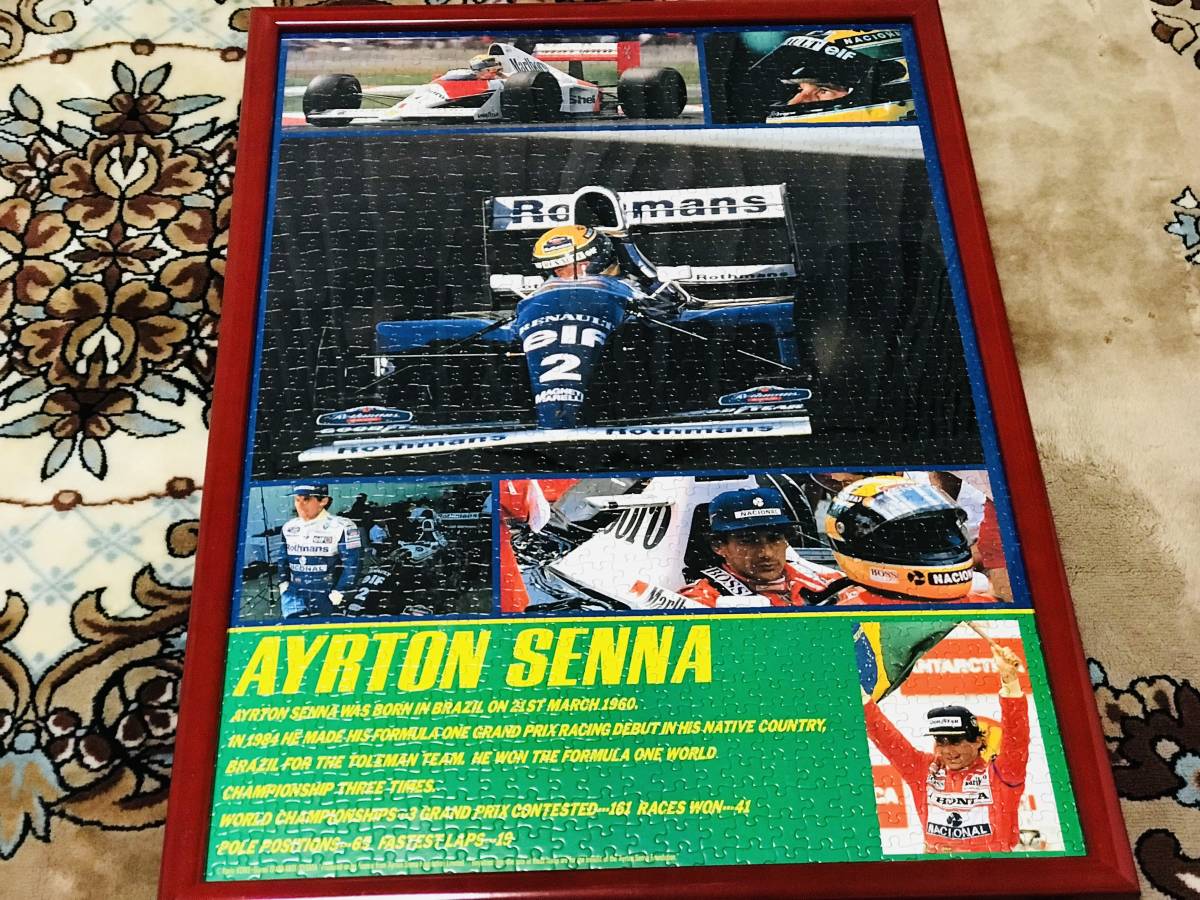 Marlboro
Shell
NACIONAL
elf
Rothmans
Rothmans
RENAULT
elf
2
MAGNETI
MARELLI
Rothmans
GOODYEAR
Rothmans
Rothmans
Rothmans
NACIONAL
NACIONAL
BOSS
Marlboro
BOSS
NACIONAL
AYRTON SENNA
AYRTON SENNA WAS BORN IN BRAZIL ON 21ST MARCH 1960.
IN 1984 HE MADE HIS FORMULA ONE GRAND PRIX RACING DEBUT IN HIS NATIVE COUNTRY,
BRAZIL FOR THE TOLEMAN TEAM. HE WON THE FORMULA ONE WORLD
CHAMPIONSHIP THREE TIMES.
WORLD CHAMPIONSHIPS---3 GRAND PRIX CONTESTED---161 RACES WON---41
POLE POSITIONS---65 FASTEST LAPS---19
ANTARCTICA
GOODYEAR
HONDA
NACIONAL